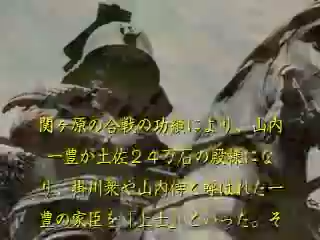 関ヶ原の合戦の功績により、山内
一豊が土佐２４万石の殿様にな
り、掛川衆や山内侍と呼ばれた一
豊の家臣を「上士」といった。そ